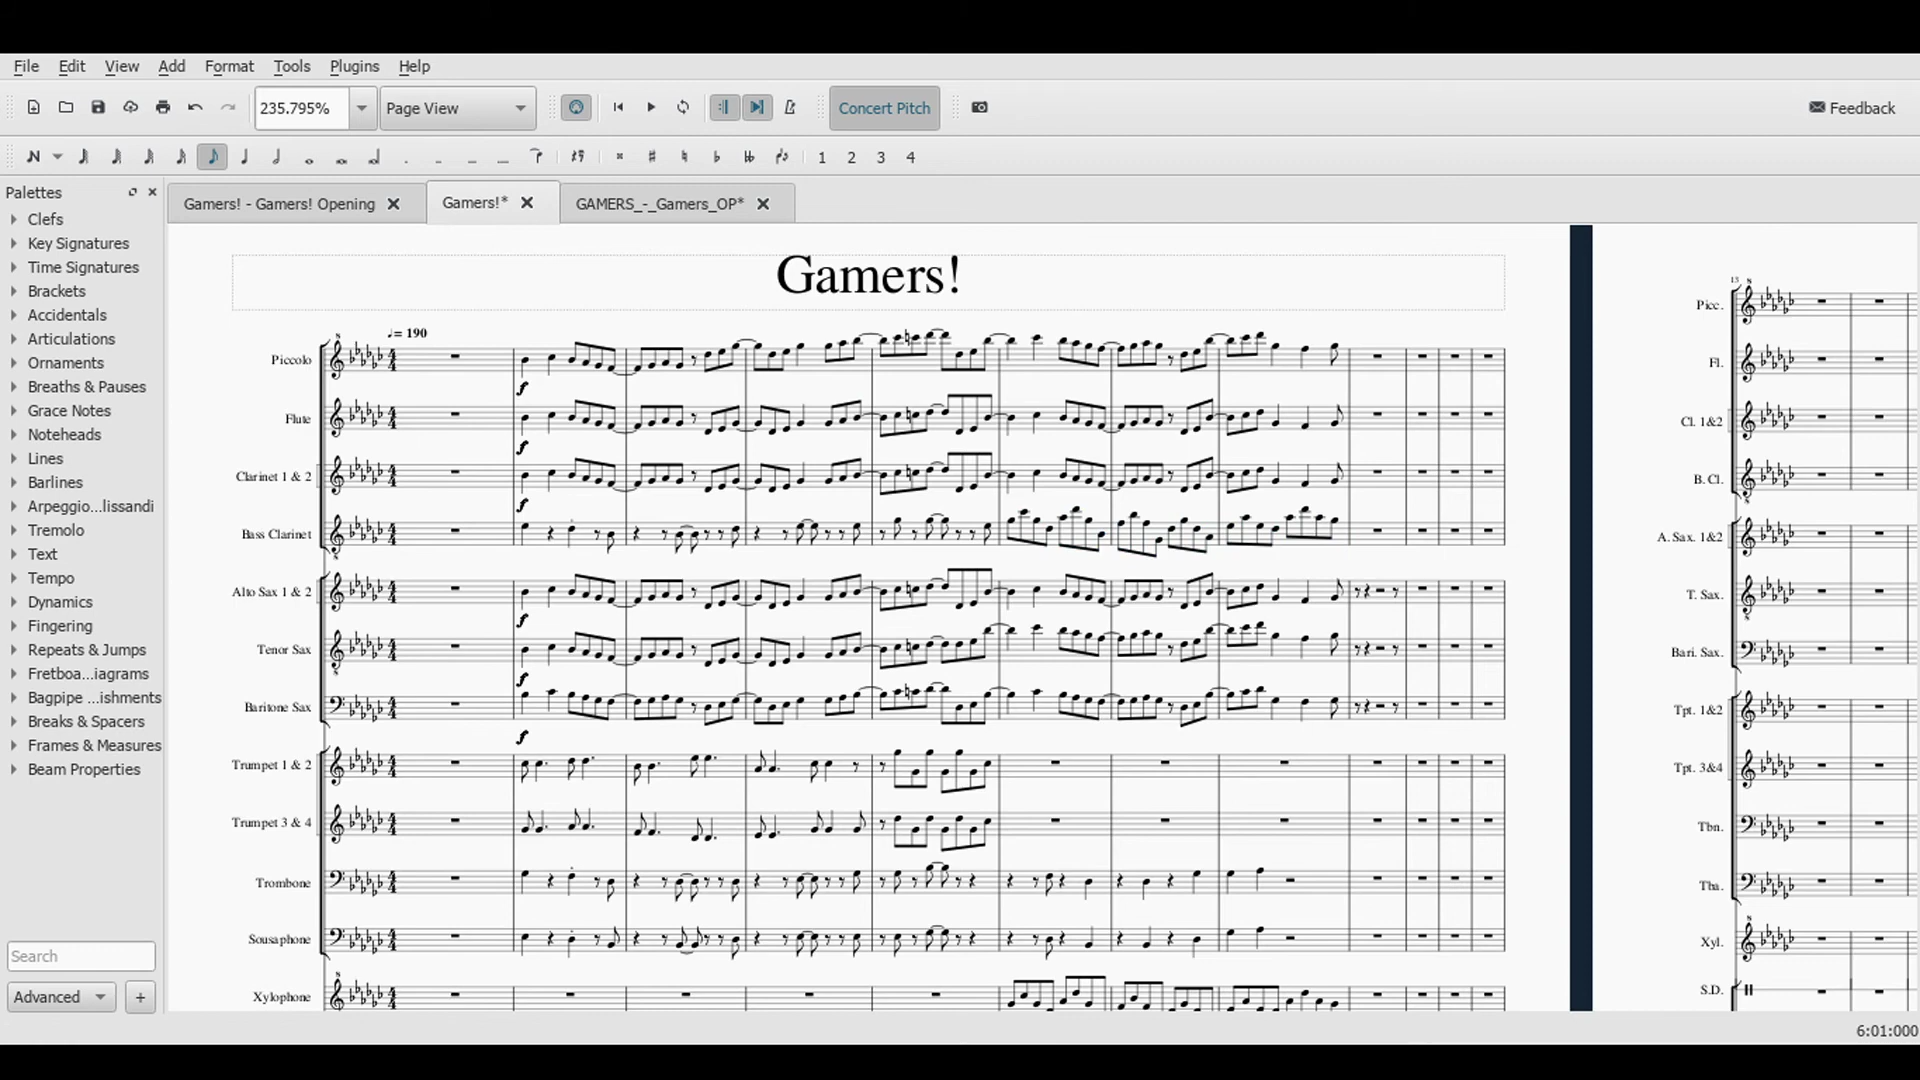 File Edit View Add Format Tools Plugins Help
235.795% Page View Concert Pitch Feedback
1 2 3 4
Palettes
Clefs
Key Signatures
Time Signatures
Brackets
Accidentals
Articulations
Ornaments
Breaths & Pauses
Grace Notes
Noteheads
Lines
Barlines
Arpeggio...lissandi
Tremolo
Text
Tempo
Dynamics
Fingering
Repeats & Jumps
Fretboa...iagrams
Bagpipe ...ishments
Breaks & Spacers
Frames & Measures
Beam Properties
Search
Advanced +
Gamers! - Gamers! Opening
Gamers!*
GAMERS_-_Gamers_OP*
Gamers!
♩= 190
Piccolo
Flute
Clarinet 1 & 2
Bass Clarinet
Alto Sax 1 & 2
Tenor Sax
Baritone Sax
Trumpet 1 & 2
Trumpet 3 & 4
Trombone
Sousaphone
Xylophone
13
Picc.
Fl.
Cl. 1&2
B. Cl.
A. Sax. 1&2
T. Sax.
Bari. Sax.
Tpt. 1&2
Tpt. 3&4
Tbn.
Tba.
Xyl.
S.D.
6:01:000